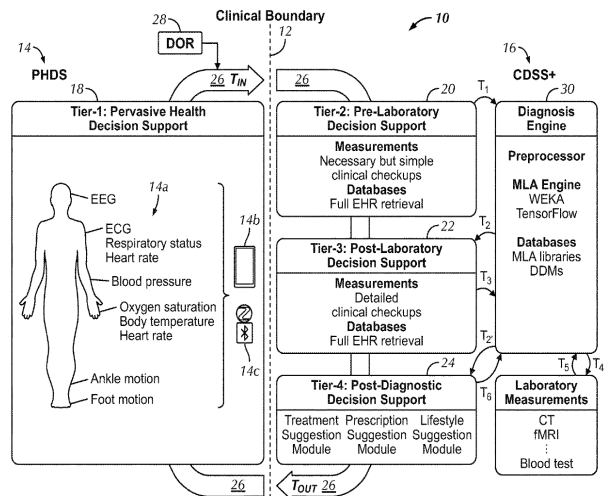 Clinical Boundary
10
28
12
14
DOR
16
PHDS
26 T_IN
26
CDSS+
18
20
T1
30
Tier-1: Pervasive Health
Decision Support
Tier-2: Pre-Laboratory
Decision Support
Measurements
Necessary but simple
clinical checkups
Databases
Full EHR retrieval
Diagnosis
Engine
Preprocessor
MLA Engine
WEKA
TensorFlow
Databases
MLA libraries
DDMs
EEG
14a
ECG
Respiratory status
Heart rate
Blood pressure
Oxygen saturation
Body temperature
Heart rate
Ankle motion
Foot motion
14b
14c
22
T2
Tier-3: Post-Laboratory
Decision Support
Measurements
Detailed
clinical checkups
Databases
Full EHR retrieval
T3
T2'
24
T6
T5
T4
Tier-4: Post-Diagnostic
Decision Support
Treatment
Suggestion
Module
Prescription
Suggestion
Module
Lifestyle
Suggestion
Module
Laboratory
Measurements
CT
fMRI
⋮
Blood test
26
T_OUT 26